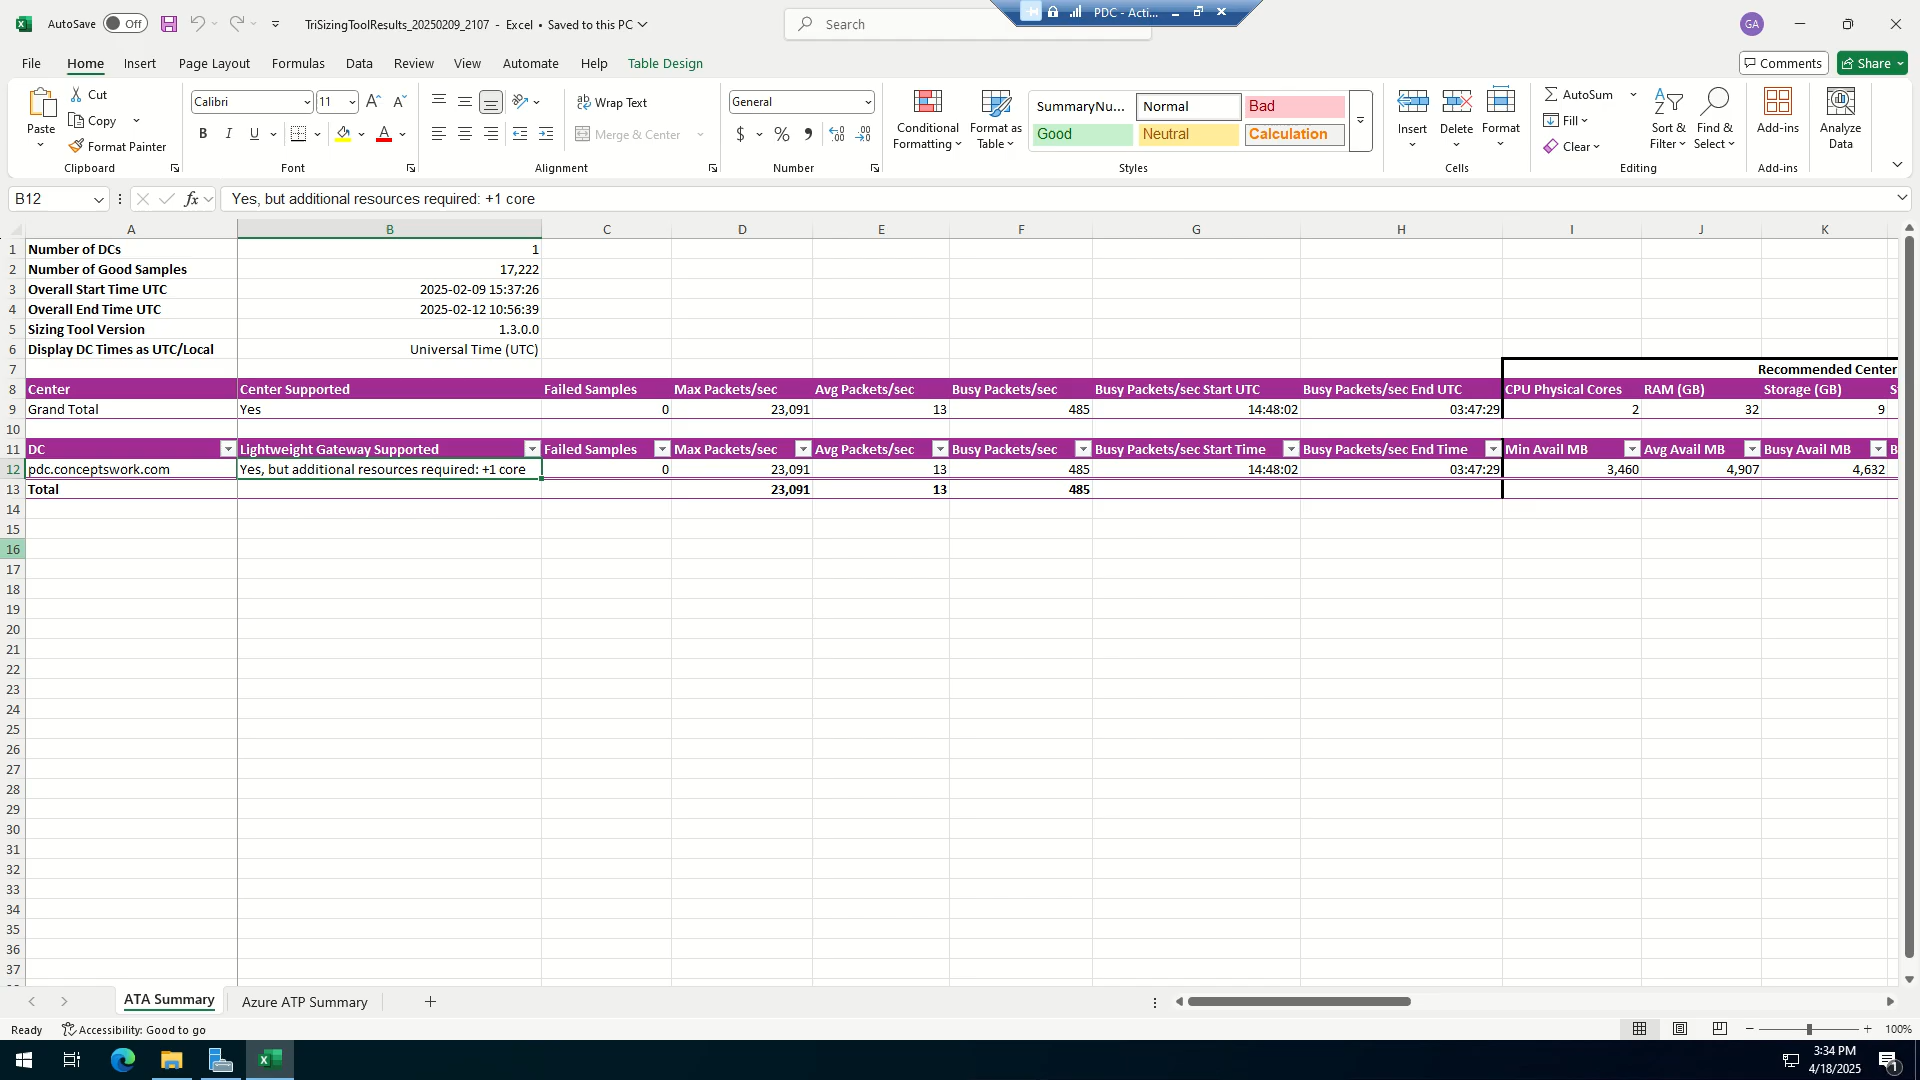 AutoSave Off TriSizingToolResults_20250209_2107 - Excel • Saved to this PC Search PDC - Acti... GA
File Home Insert Page Layout Formulas Data Review View Automate Help Table Design Comments Share
Paste Cut Copy Format Painter Clipboard
Calibri 11 B I U A Font
Wrap Text Merge & Center Alignment
General $ % Number
Conditional Formatting Format as Table
SummaryNu... Normal Bad
Good Neutral Calculation
Styles
Insert Delete Format Cells
AutoSum Fill Clear Sort & Filter Find & Select Editing
Add-ins Add-ins
Analyze Data
B12 fx Yes, but additional resources required: +1 core
A B C D E F G H I J K
1 Number of DCs 1
2 Number of Good Samples 17,222
3 Overall Start Time UTC 2025-02-09 15:37:26
4 Overall End Time UTC 2025-02-12 10:56:39
5 Sizing Tool Version 1.3.0.0
6 Display DC Times as UTC/Local Universal Time (UTC)
7 Recommended Center
8 Center Center Supported Failed Samples Max Packets/sec Avg Packets/sec Busy Packets/sec Busy Packets/sec Start UTC Busy Packets/sec End UTC CPU Physical Cores RAM (GB) Storage (GB) S
9 Grand Total Yes 0 23,091 13 485 14:48:02 03:47:29 2 32 9
10
11 DC Lightweight Gateway Supported Failed Samples Max Packets/sec Avg Packets/sec Busy Packets/sec Busy Packets/sec Start Time Busy Packets/sec End Time Min Avail MB Avg Avail MB Busy Avail MB B
12 pdc.conceptswork.com Yes, but additional resources required: +1 core 0 23,091 13 485 14:48:02 03:47:29 3,460 4,907 4,632
13 Total 23,091 13 485
14
15
16
17
18
19
20
21
22
23
24
25
26
27
28
29
30
31
32
33
34
35
36
37
ATA Summary Azure ATP Summary
Ready Accessibility: Good to go 100%
3:34 PM
4/18/2025 1